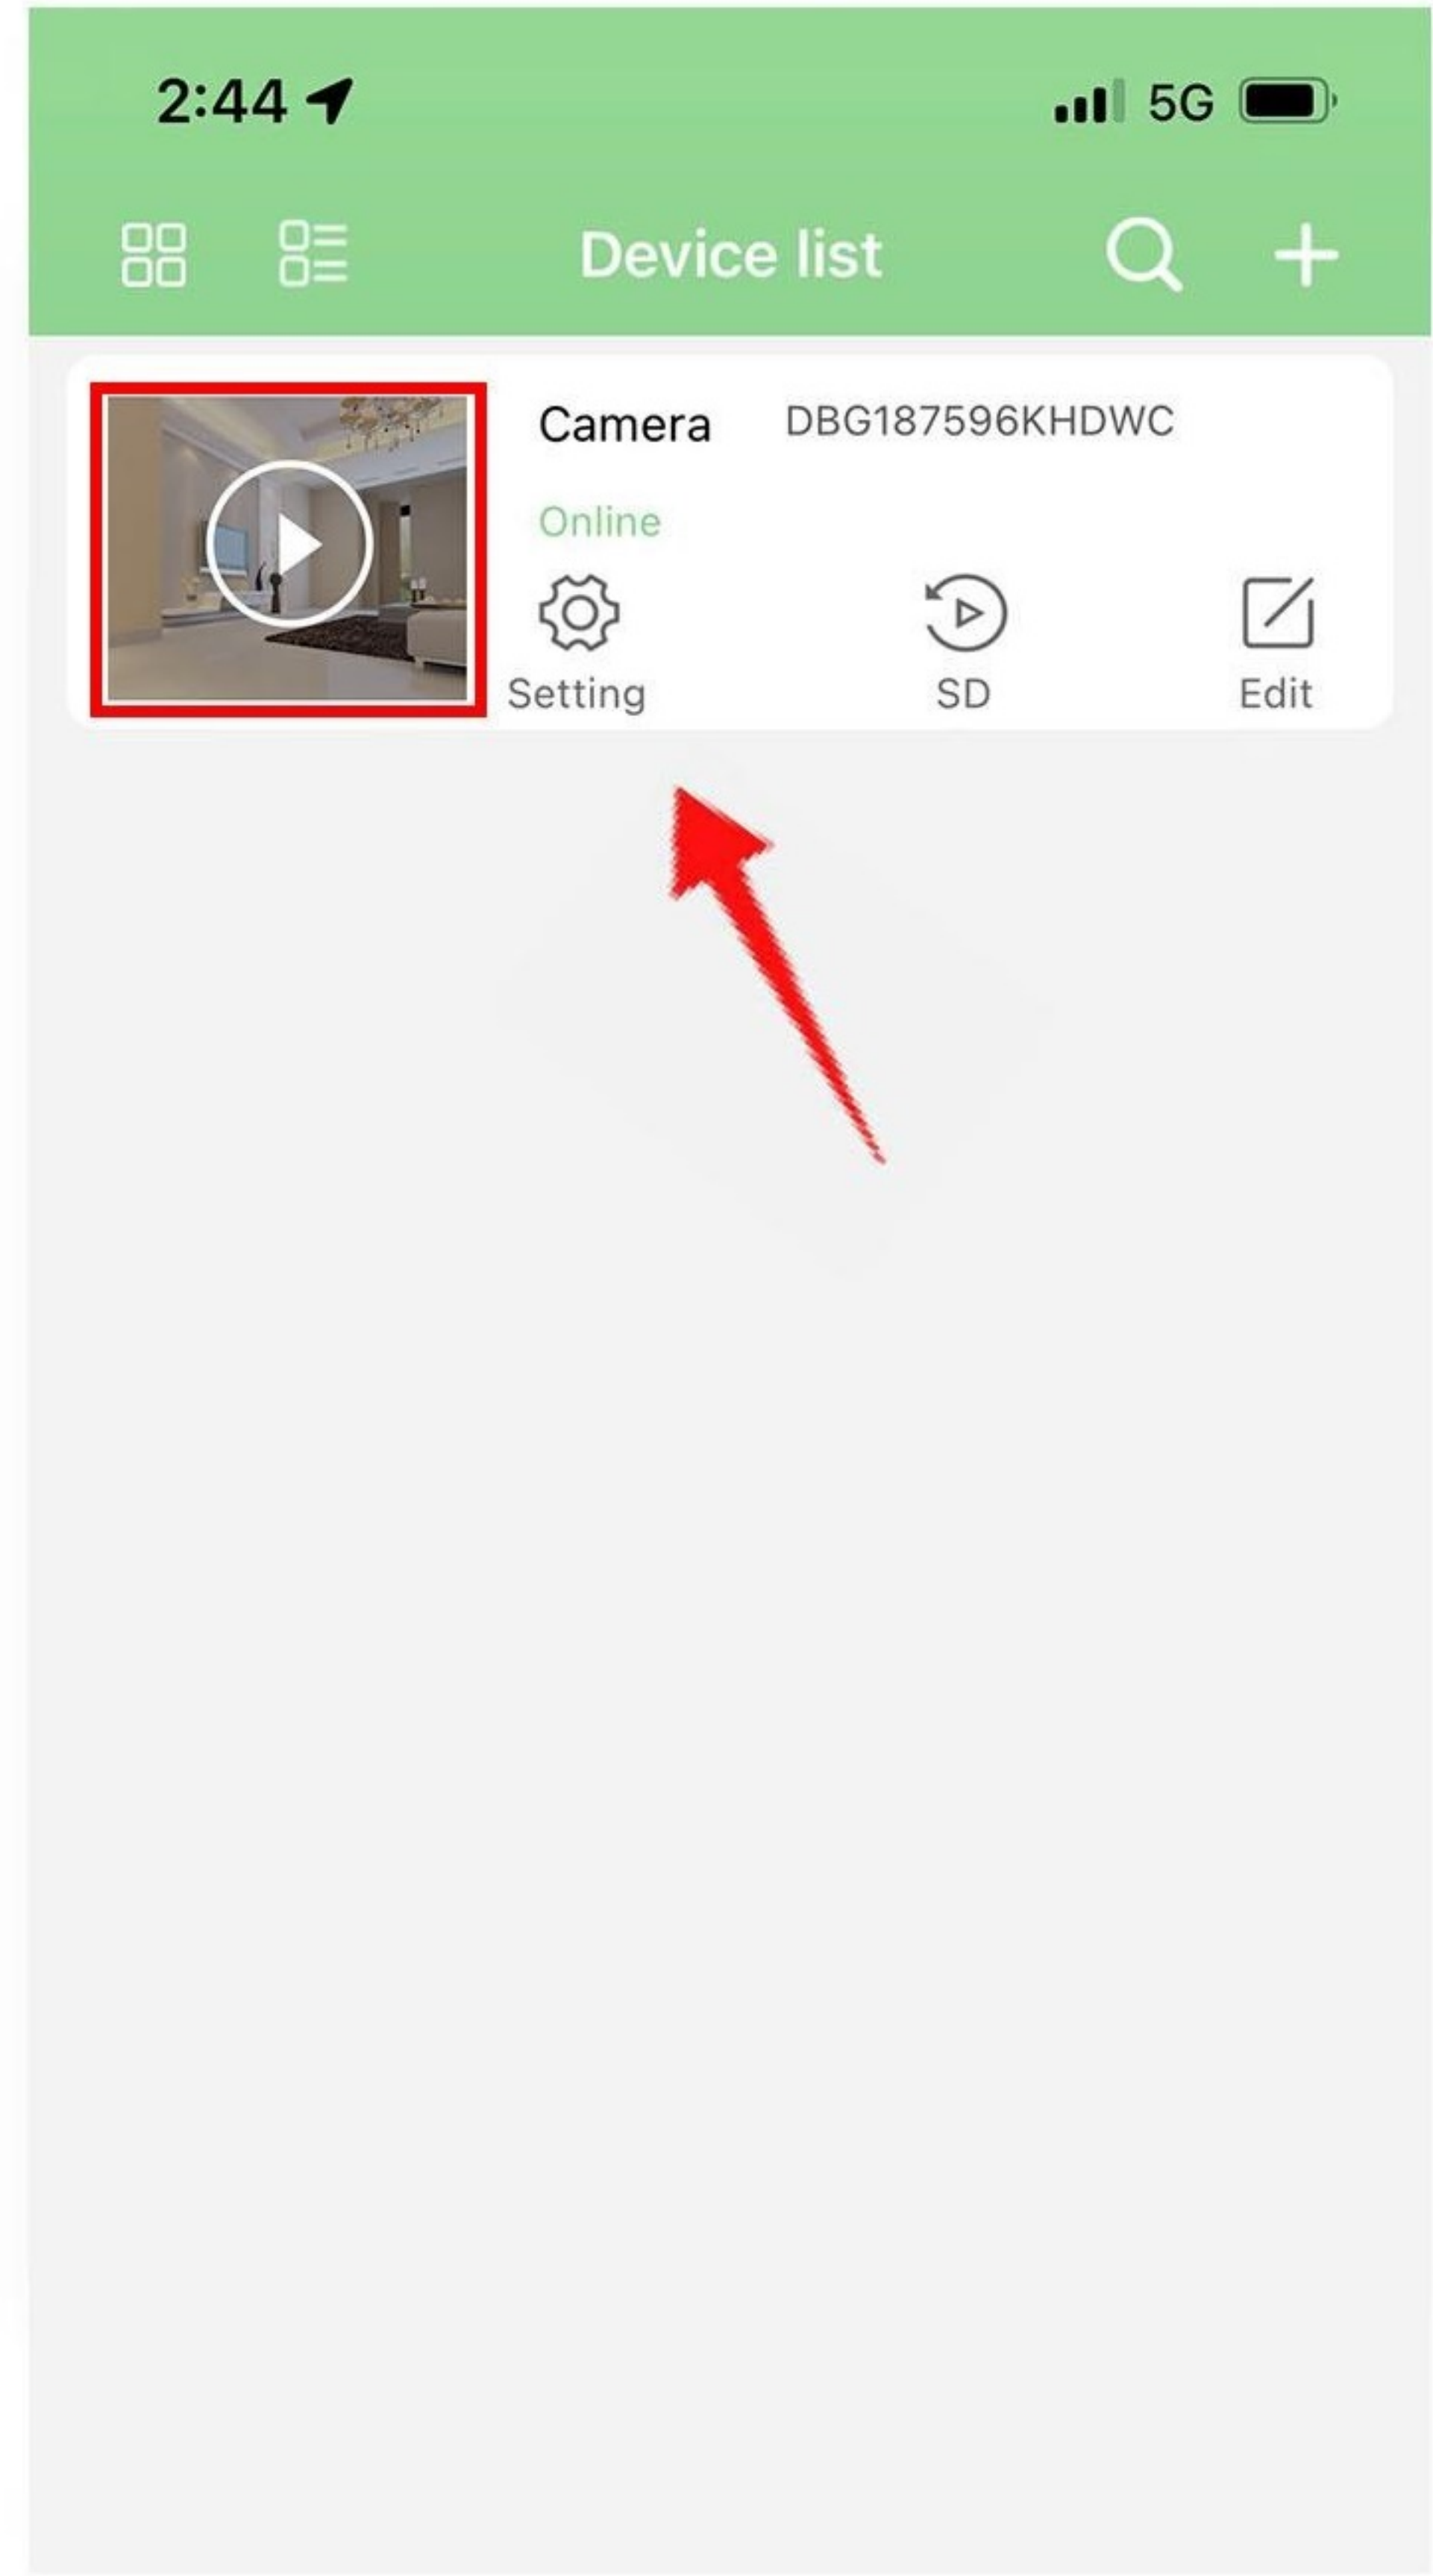 2:44 5G
Device list
Camera DBG187596KHDWC
Online
Setting SD Edit